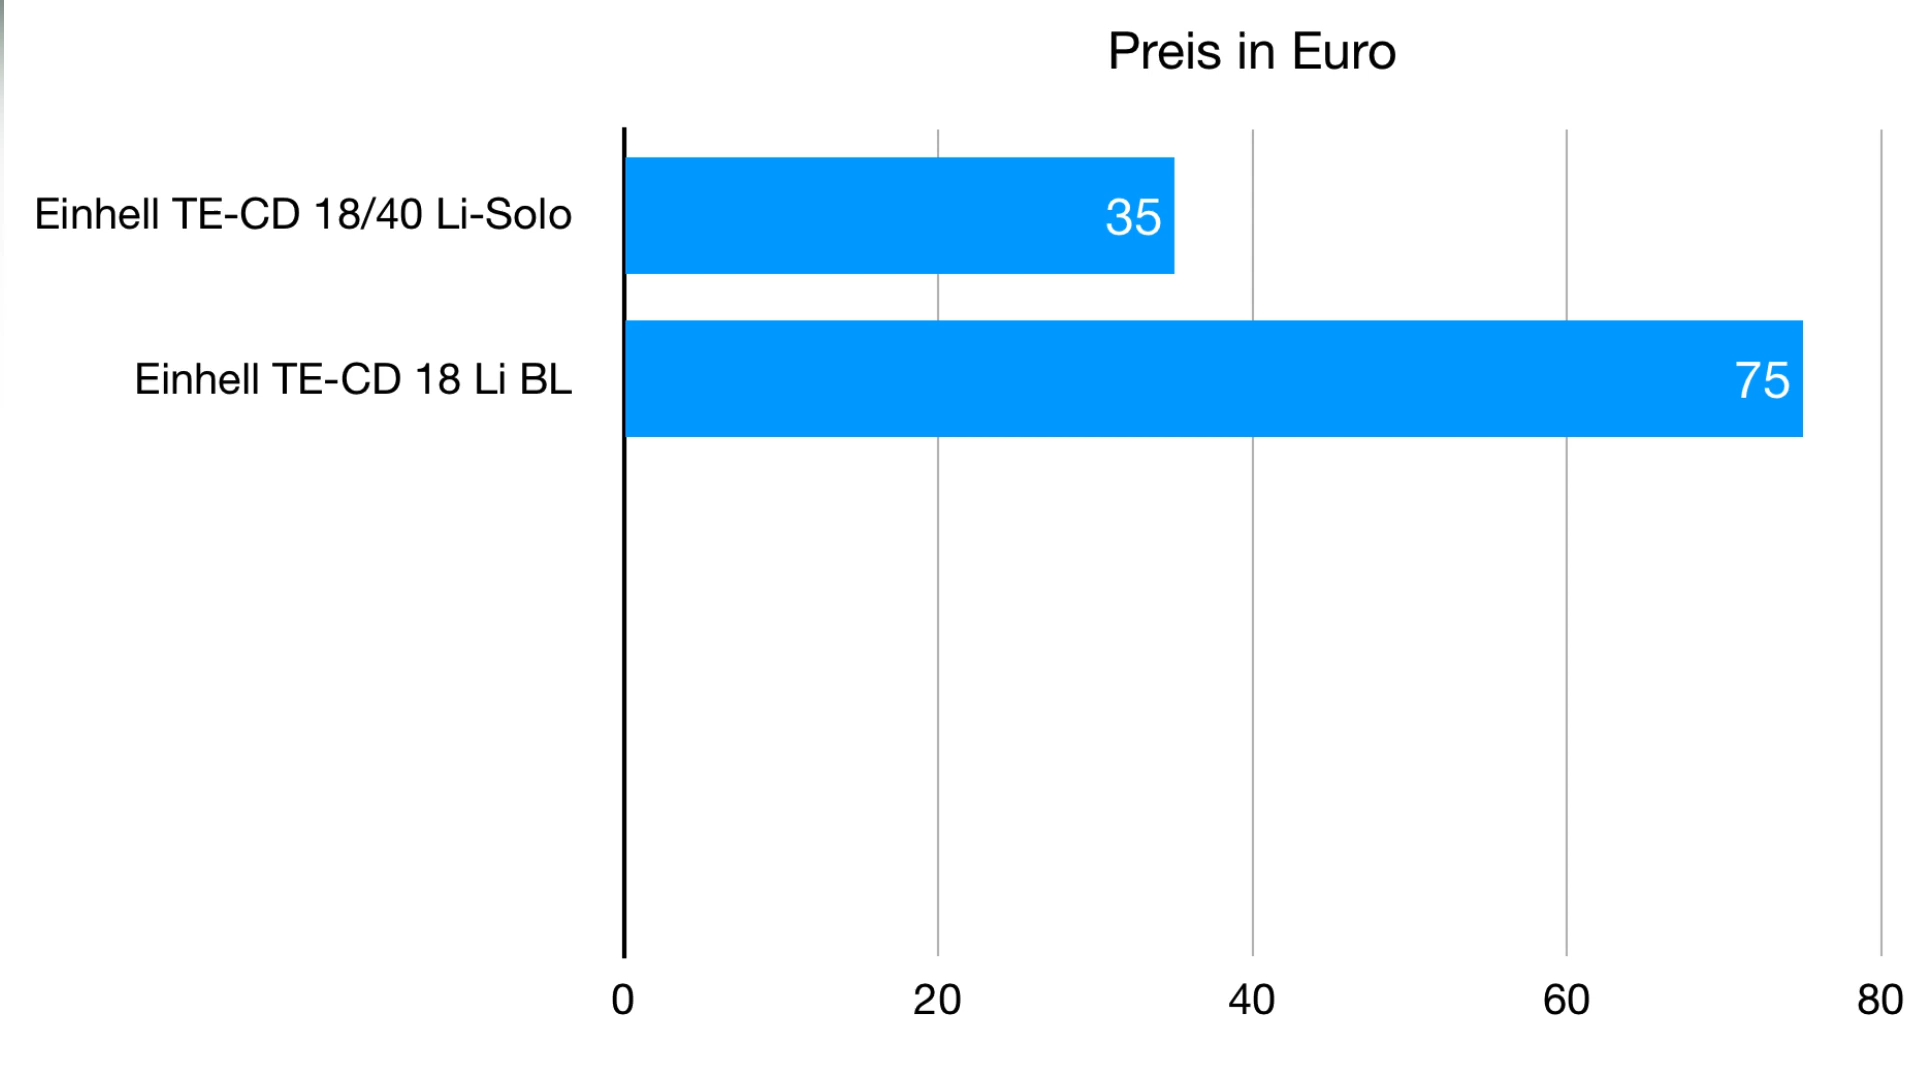 Preis in Euro
Einhell TE-CD 18/40 Li-Solo
35
Einhell TE-CD 18 Li BL
75
0 20 40 60 80